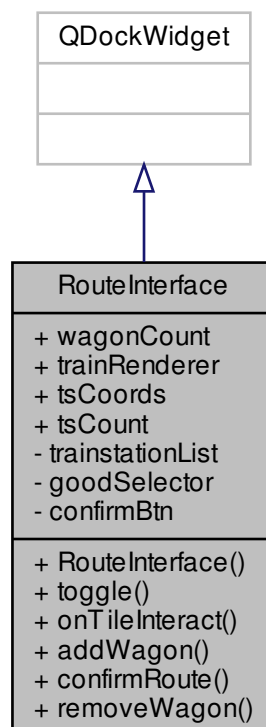 QDockWidget
RouteInterface
+ wagonCount
+ trainRenderer
+ tsCoords
+ tsCount
- trainstationList
- goodSelector
- confirmBtn
+ RouteInterface()
+ toggle()
+ onTileInteract()
+ addWagon()
+ confirmRoute()
+ removeWagon()